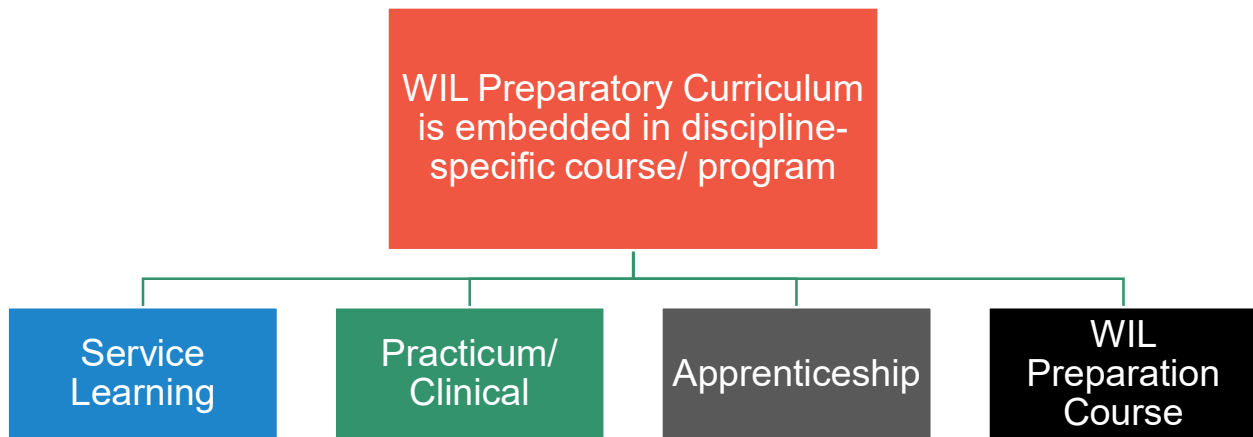 WIL Preparatory Curriculum
is embedded in discipline-
specific course/ program
Service
Learning
Practicum/
Clinical
Apprenticeship
WIL
Preparation
Course